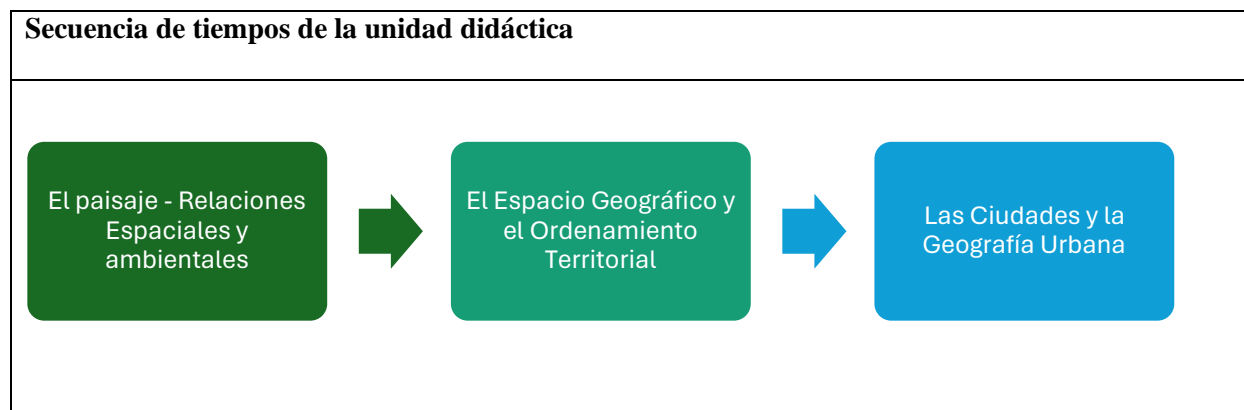 Secuencia de tiempos de la unidad didáctica
El paisaje - Relaciones
Espaciales y
ambientales
El Espacio Geográfico y
el Ordenamiento
Territorial
Las Ciudades y la
Geografía Urbana